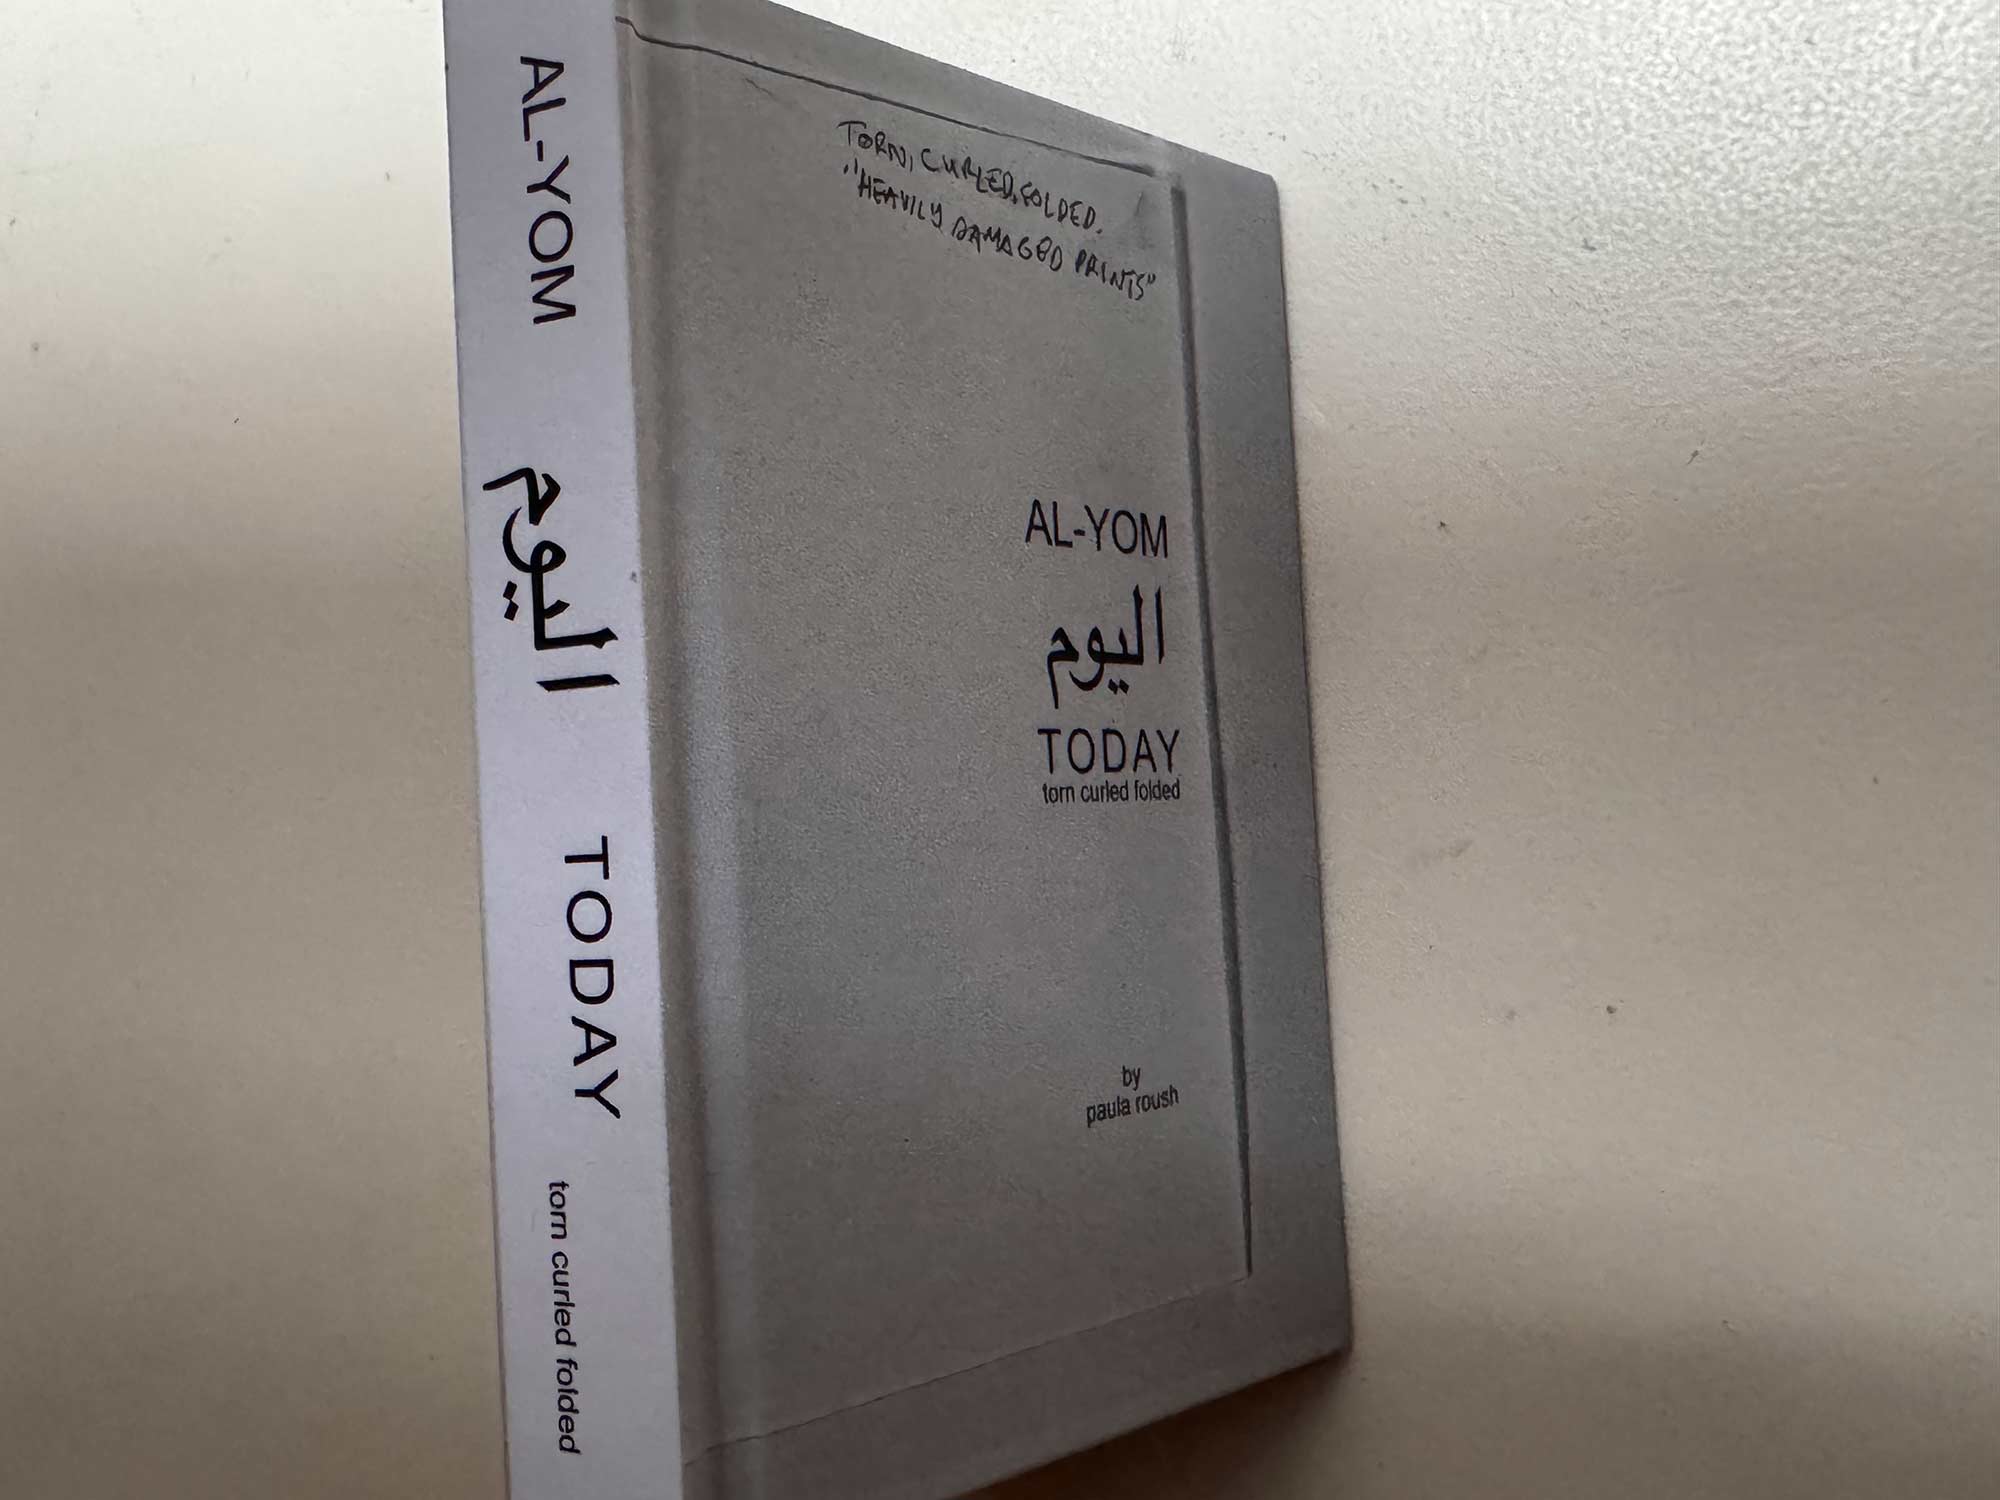 AL-YOM
اليوم
TODAY
torn curled folded
TORN, CURLED, FOLDED.
"HEAVILY DAMAGED PRINTS"
AL-YOM
اليوم
TODAY
torn curled folded
by
paula roush